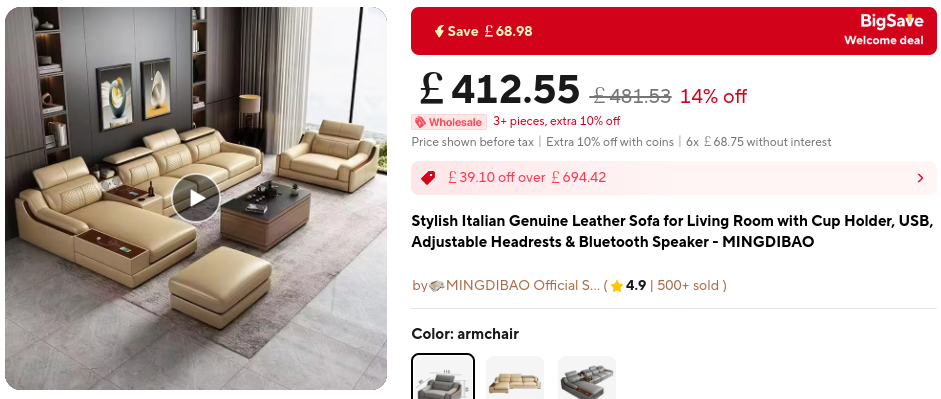 Save £68.98
BigSave
Welcome deal
£412.55 £481.53 14% off
Wholesale 3+ pieces, extra 10% off
Price shown before tax | Extra 10% off with coins | 6x £68.75 without interest
£39.10 off over £694.42
Stylish Italian Genuine Leather Sofa for Living Room with Cup Holder, USB,
Adjustable Headrests & Bluetooth Speaker - MINGDIBAO
by MINGDIBAO Official S... ( 4.9 | 500+ sold )
Color: armchair